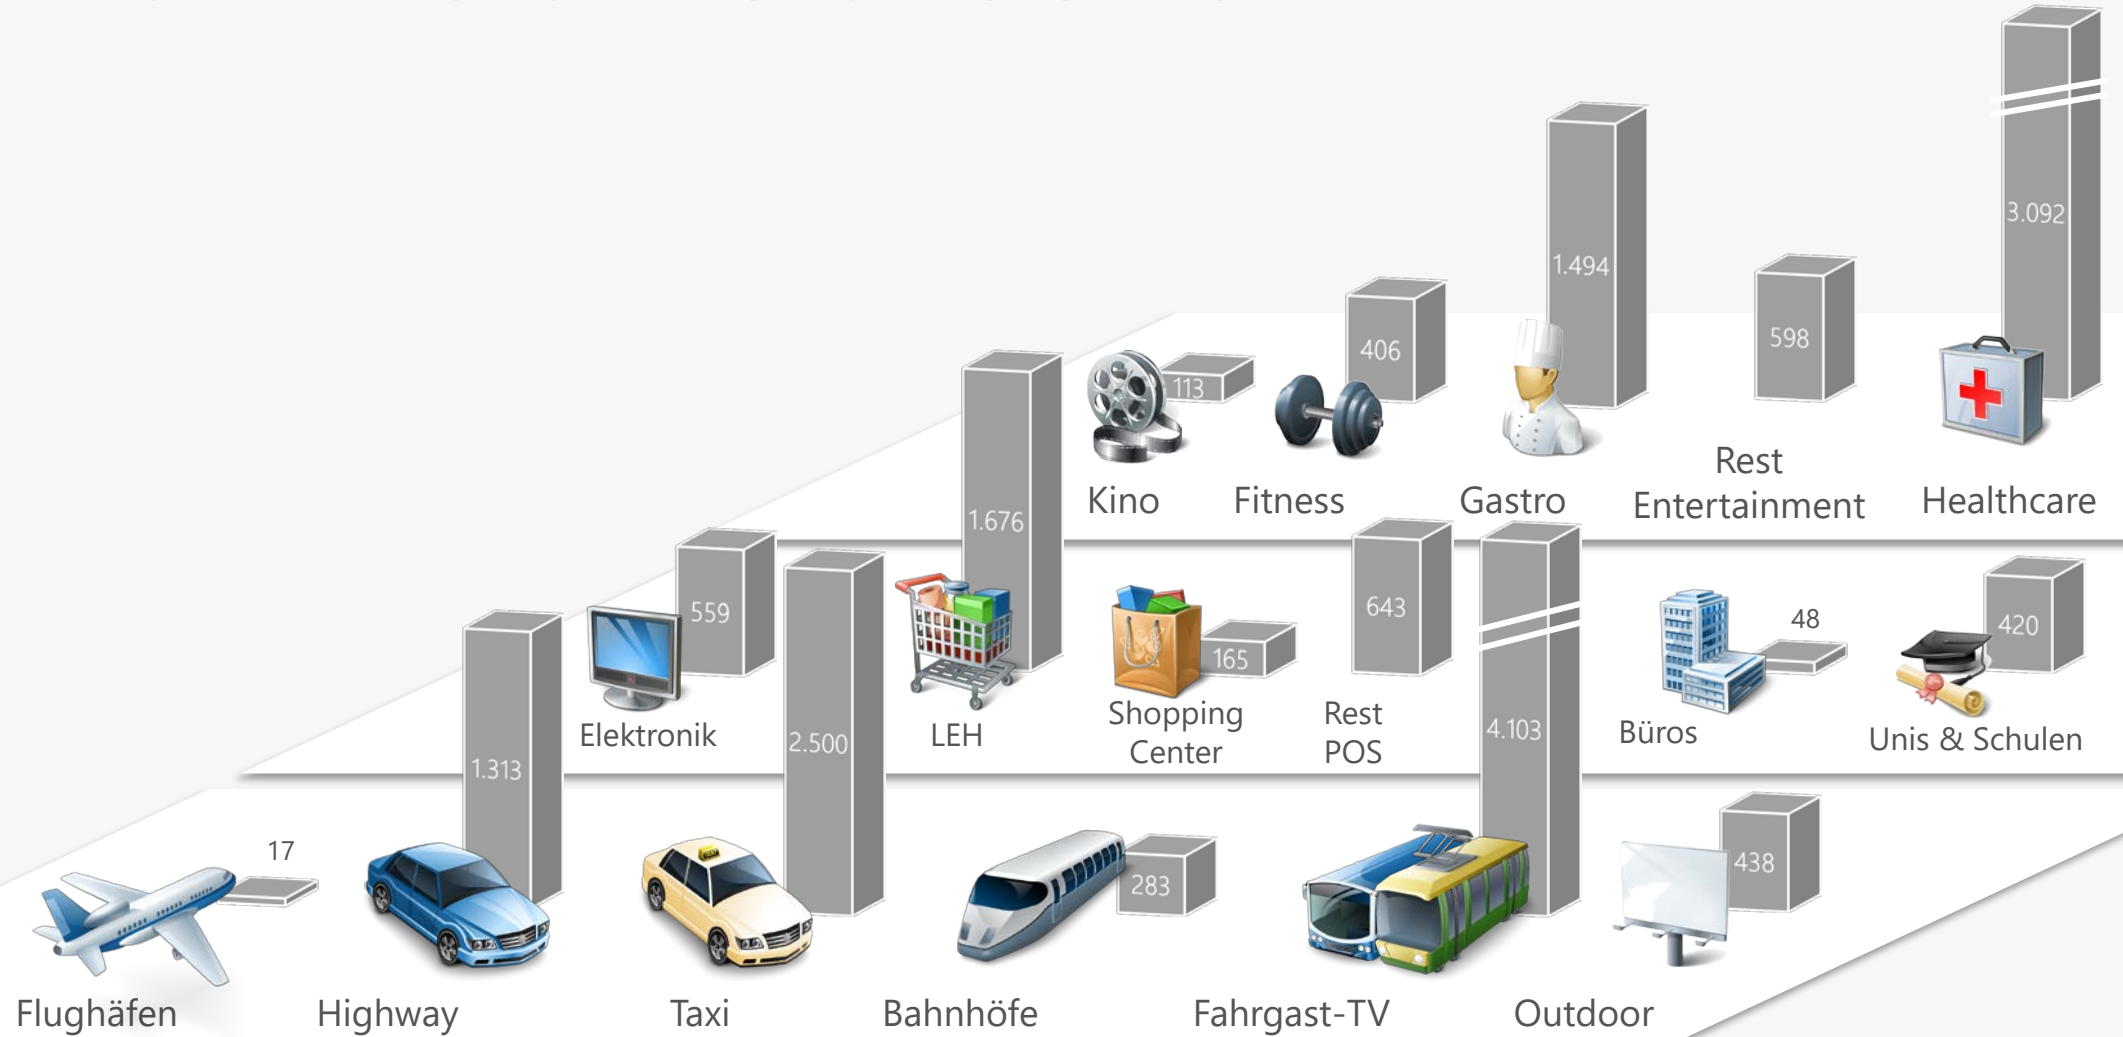 3.092
1.494
598
406
113
Kino
Fitness
Gastro
Rest
Entertainment
Healthcare
1.676
559
643
165
48
420
Elektronik
2.500
LEH
Shopping
Center
Rest
POS
4.103
Büros
Unis & Schulen
1.313
17
283
438
TAXI
Flughäfen
Highway
Taxi
Bahnhöfe
Fahrgast-TV
Outdoor